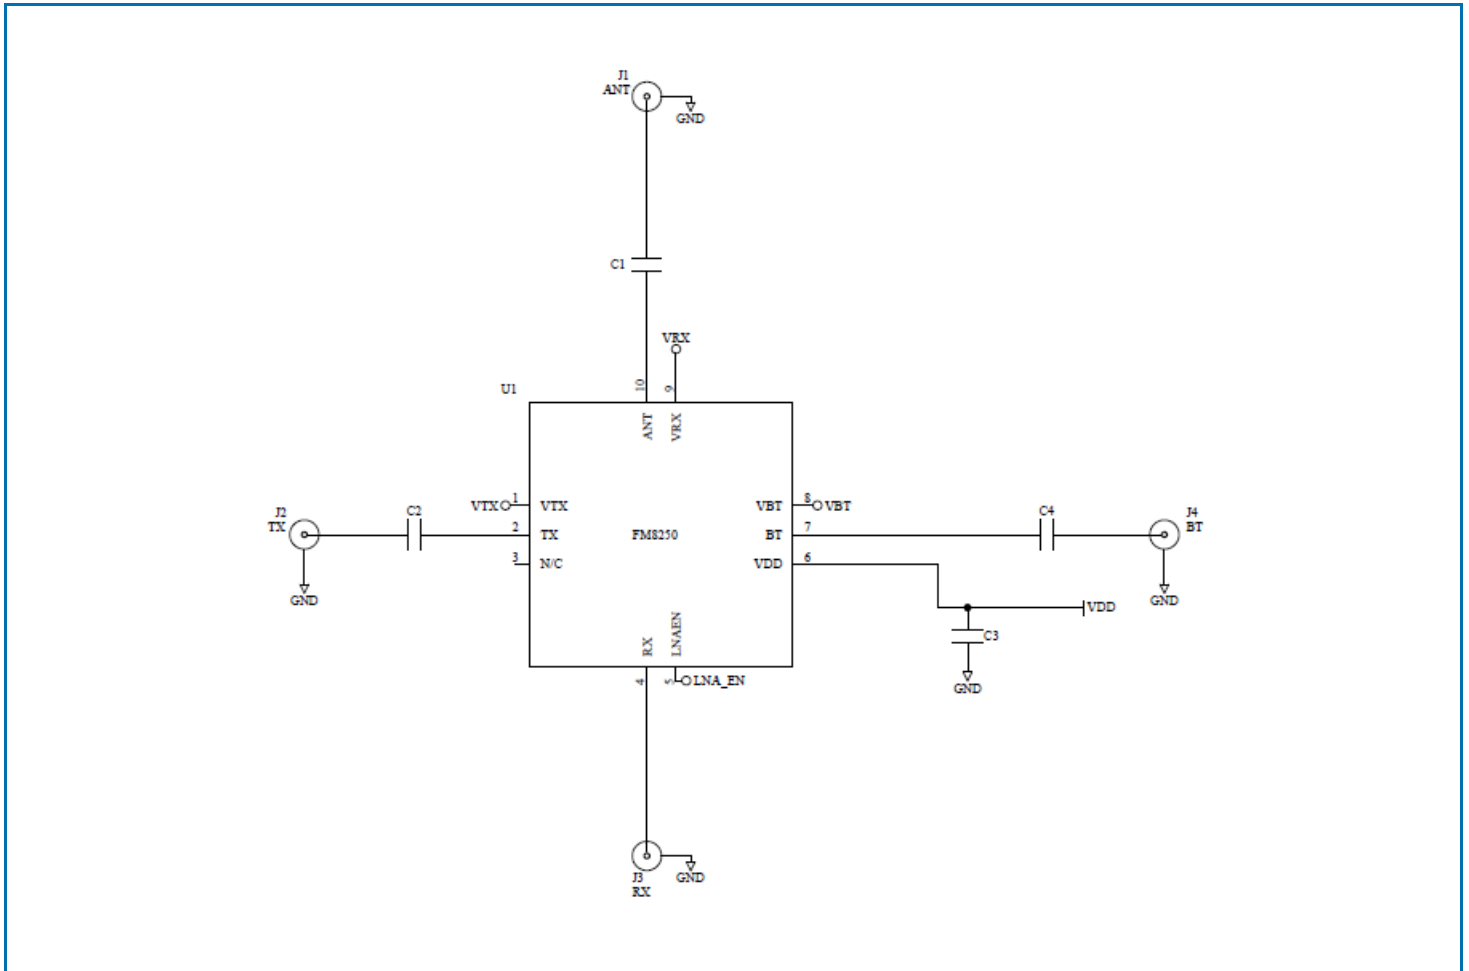 J1
ANT
GND
C1
VRX
U1
10
9
ANT
VRX
VTX
1
VTX
VBT
8
VBT
J2
TX
C2
2
TX
FM8250
BT
7
C4
J4
BT
3
N/C
VDD
6
GND
GND
VDD
C3
RX
LNAEN
4
5
LNA_EN
GND
J3
RX
GND